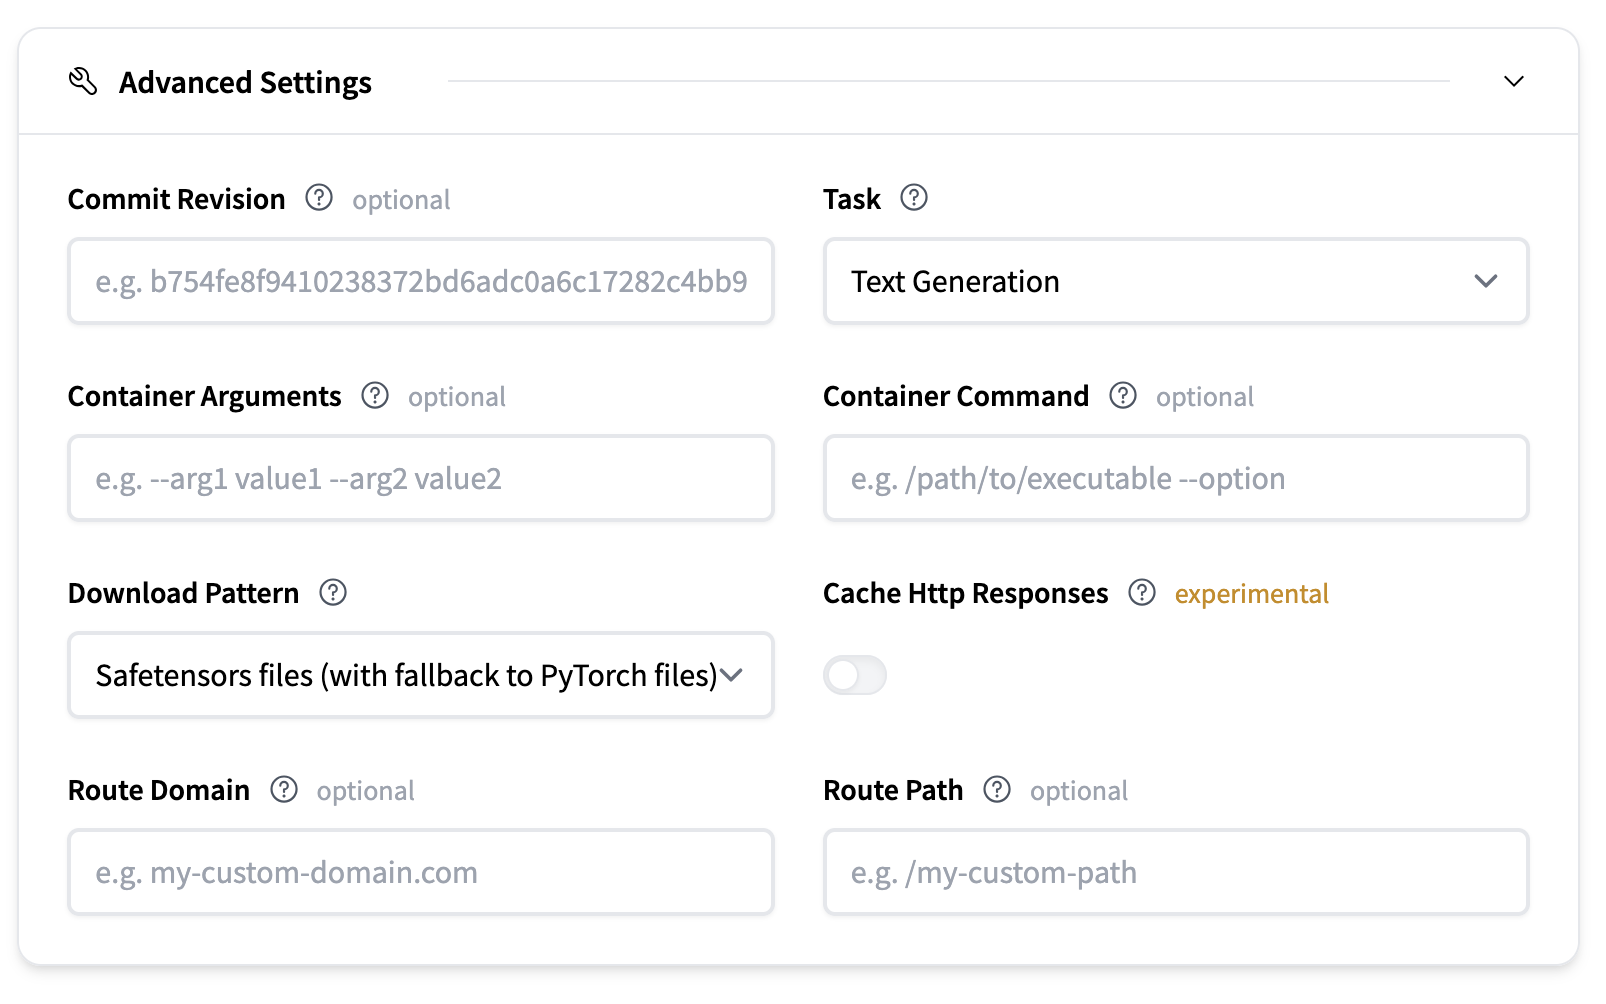 Advanced Settings
Commit Revision optional
e.g. b754fe8f9410238372bd6adc0a6c17282c4bb9
Task
Text Generation
Container Arguments optional
e.g. --arg1 value1 --arg2 value2
Container Command optional
e.g. /path/to/executable --option
Download Pattern
Safetensors files (with fallback to PyTorch files)
Cache Http Responses experimental
Route Domain optional
e.g. my-custom-domain.com
Route Path optional
e.g. /my-custom-path